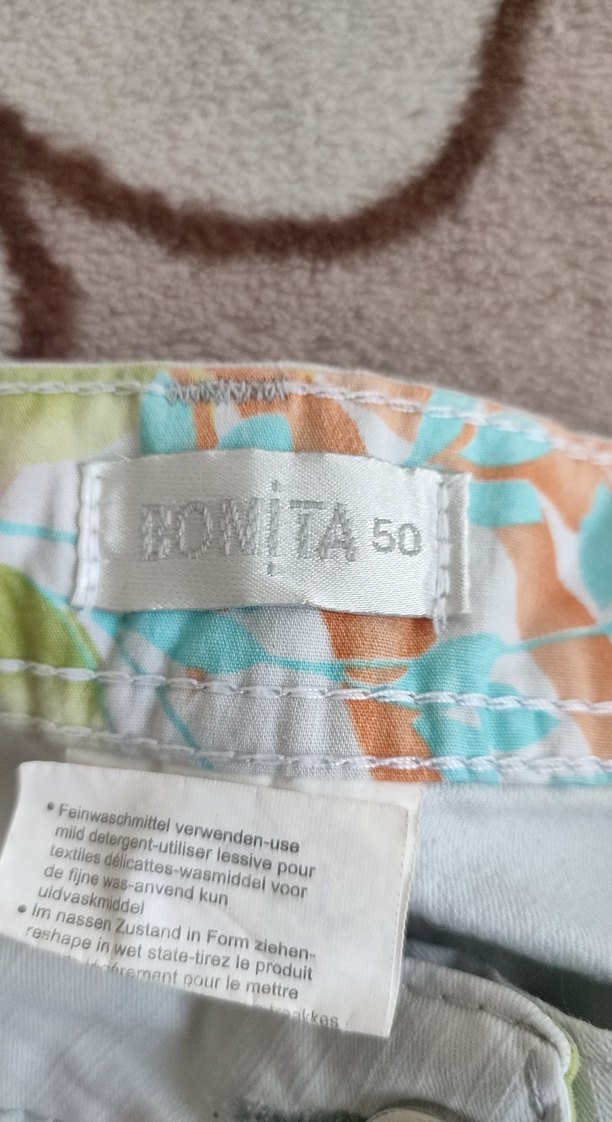 BONiTA 50
• Feinwaschmittel verwenden-use
mild detergent-utiliser lessive pour
textiles délicattes-wasmiddel voor
de fijne was-anvend kun
uldvaskmiddel
• Im nassen Zustand in Form ziehen-
reshape in wet state-tirez le produit
légérement pour le mettre